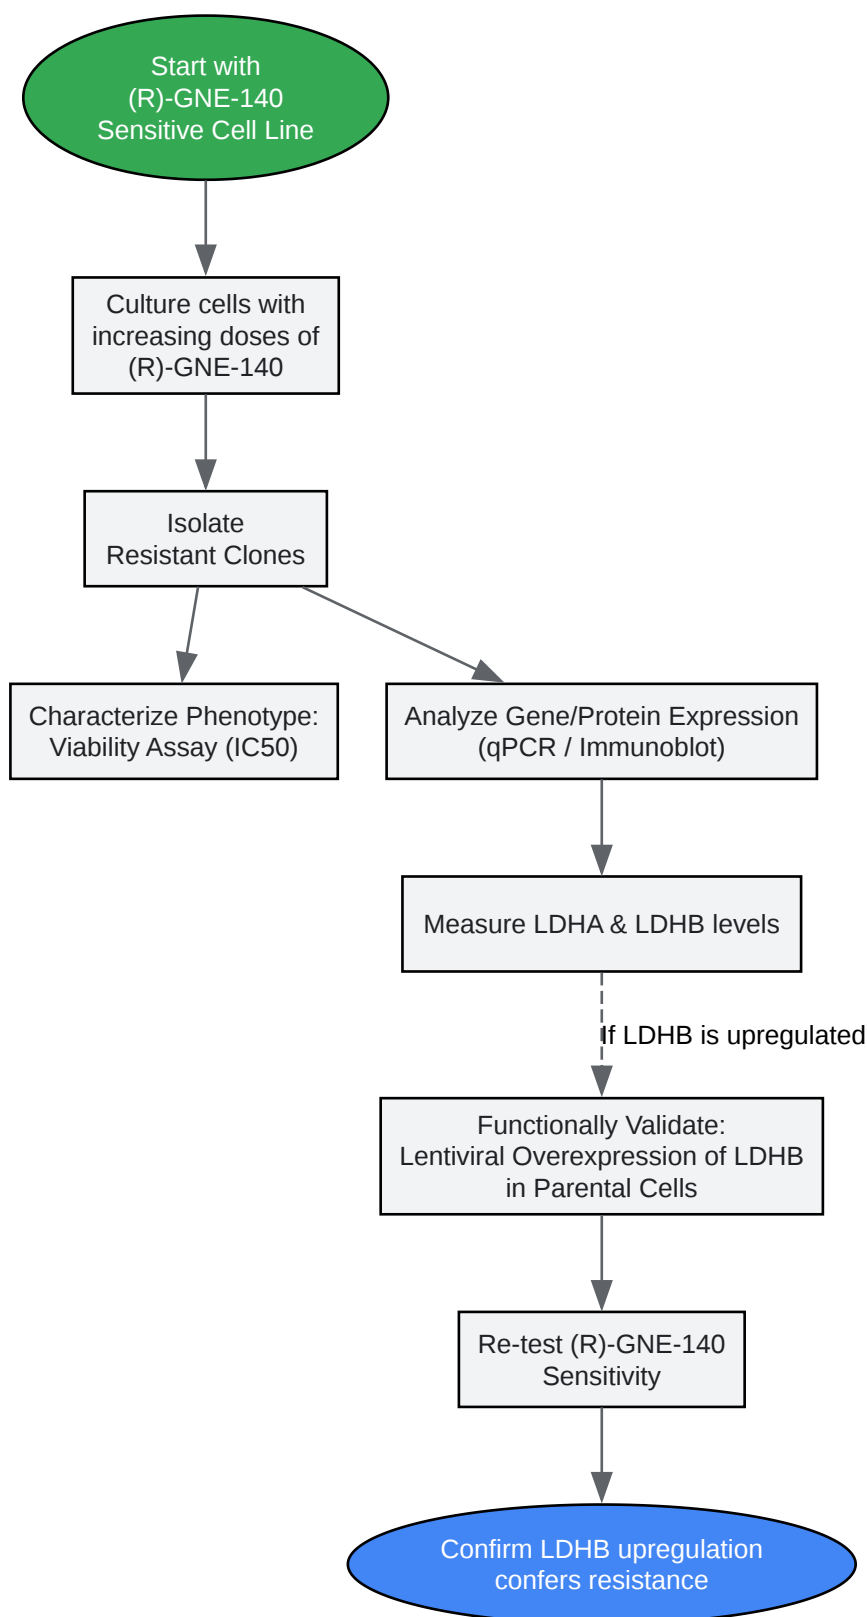 Start with
(R)-GNE-140
Sensitive Cell Line
Culture cells with
increasing doses of
(R)-GNE-140
Isolate
Resistant Clones
Characterize Phenotype:
Viability Assay (IC50)
Analyze Gene/Protein Expression
(qPCR / Immunoblot)
Measure LDHA & LDHB levels
If LDHB is upregulated
Functionally Validate:
Lentiviral Overexpression of LDHB
in Parental Cells
Re-test (R)-GNE-140
Sensitivity
Confirm LDHB upregulation
confers resistance